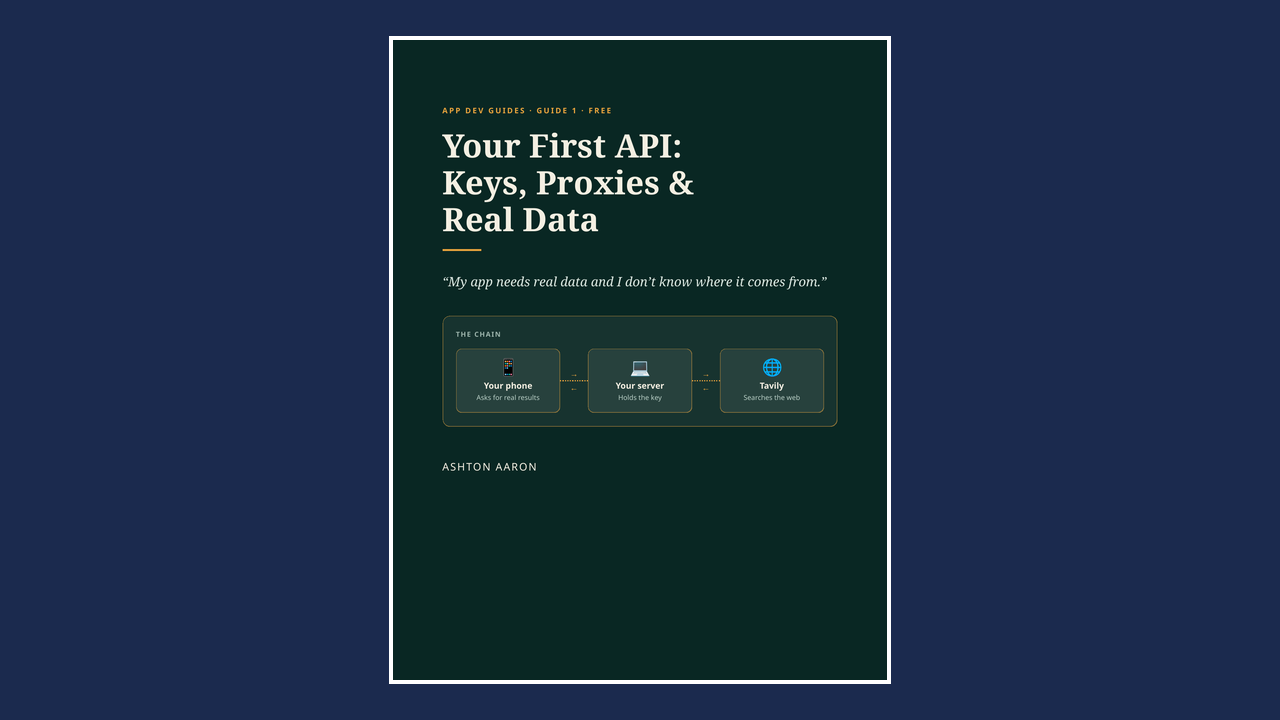 APP DEV GUIDES · GUIDE 1 · FREE
Your First API:
Keys, Proxies &
Real Data
“My app needs real data and I don’t know where it comes from.”
THE CHAIN
Your phone
Asks for real results
→
←
Your server
Holds the key
→
←
Tavily
Searches the web
ASHTON AARON